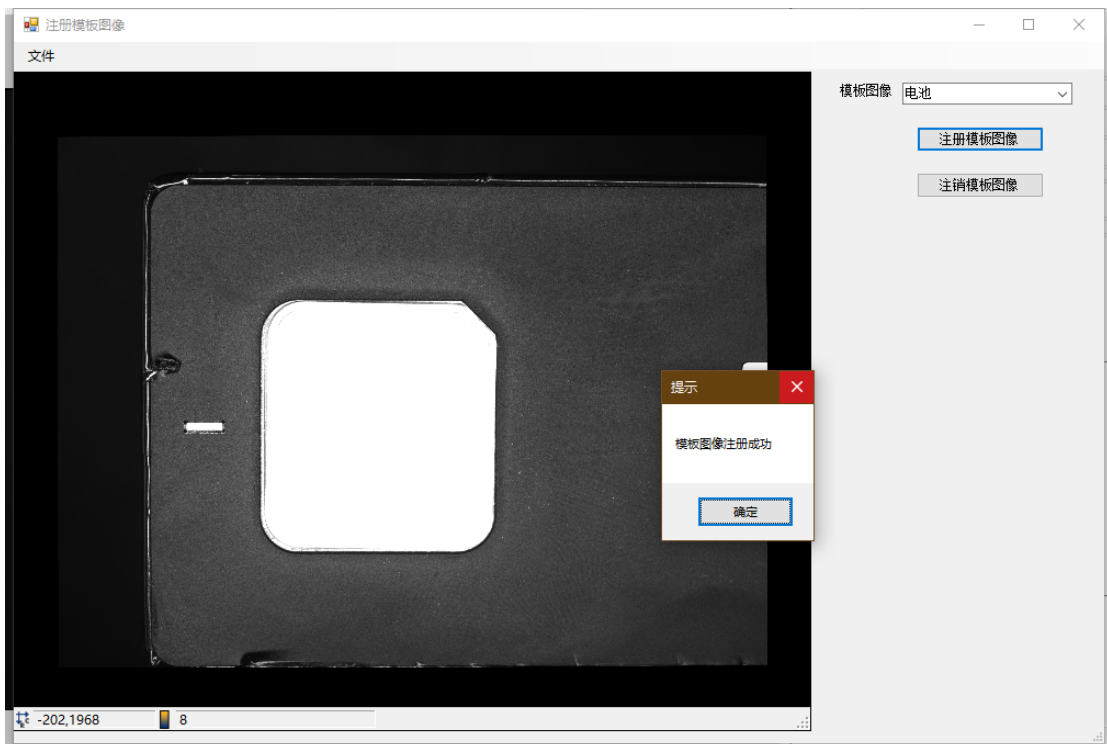 注册模板图像
文件
模板图像 电池
注册模板图像
注销模板图像
提示
模板图像注册成功
确定
-202,1968 8